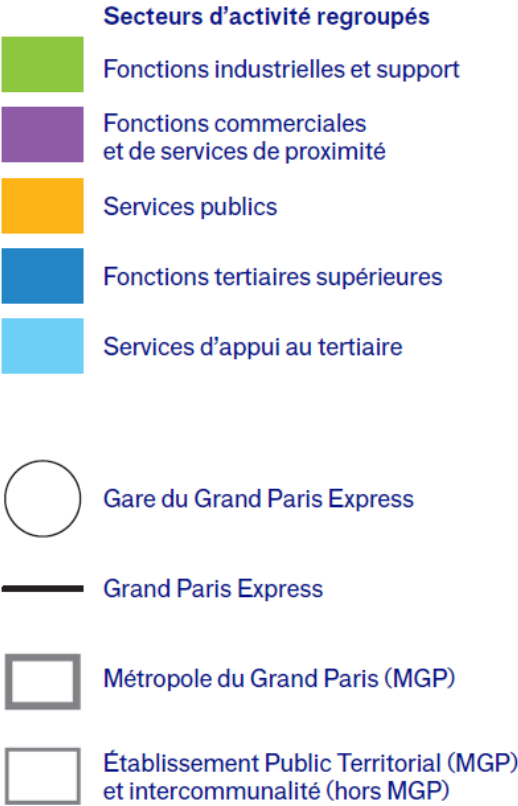 Secteurs d’activité regroupés
Fonctions industrielles et support
Fonctions commerciales
et de services de proximité
Services publics
Fonctions tertiaires supérieures
Services d’appui au tertiaire
Gare du Grand Paris Express
Grand Paris Express
Métropole du Grand Paris (MGP)
Établissement Public Territorial (MGP)
et intercommunalité (hors MGP)